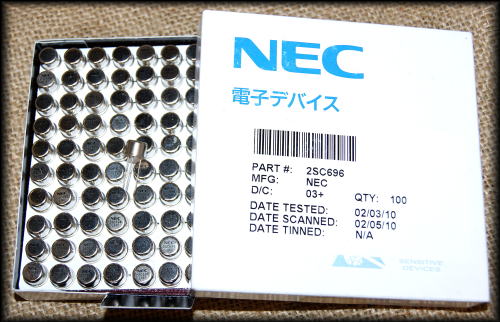 NEC
電子デバイス
PART #: 2SC696
MFG: NEC
D/C: 03+ QTY: 100
DATE TESTED: 02/03/10
DATE SCANNED: 02/05/10
DATE TINNED: N/A
SENSITIVE
DEVICES